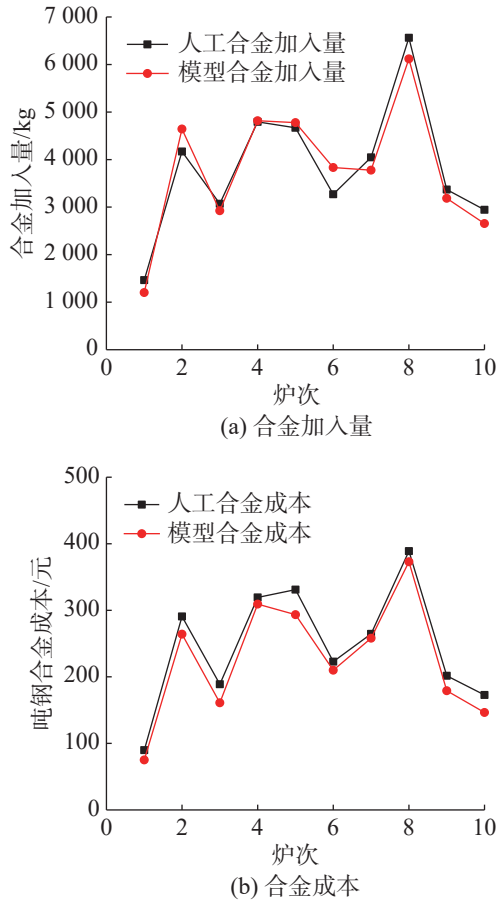 7 000
人工合金加入量
模型合金加入量
6 000
5 000
4 000
3 000
2 000
1 000
0
合金加入量/kg
0 2 4 6 8 10
炉次
(a) 合金加入量
500
人工合金成本
模型合金成本
400
300
200
100
0
吨钢合金成本/元
0 2 4 6 8 10
炉次
(b) 合金成本